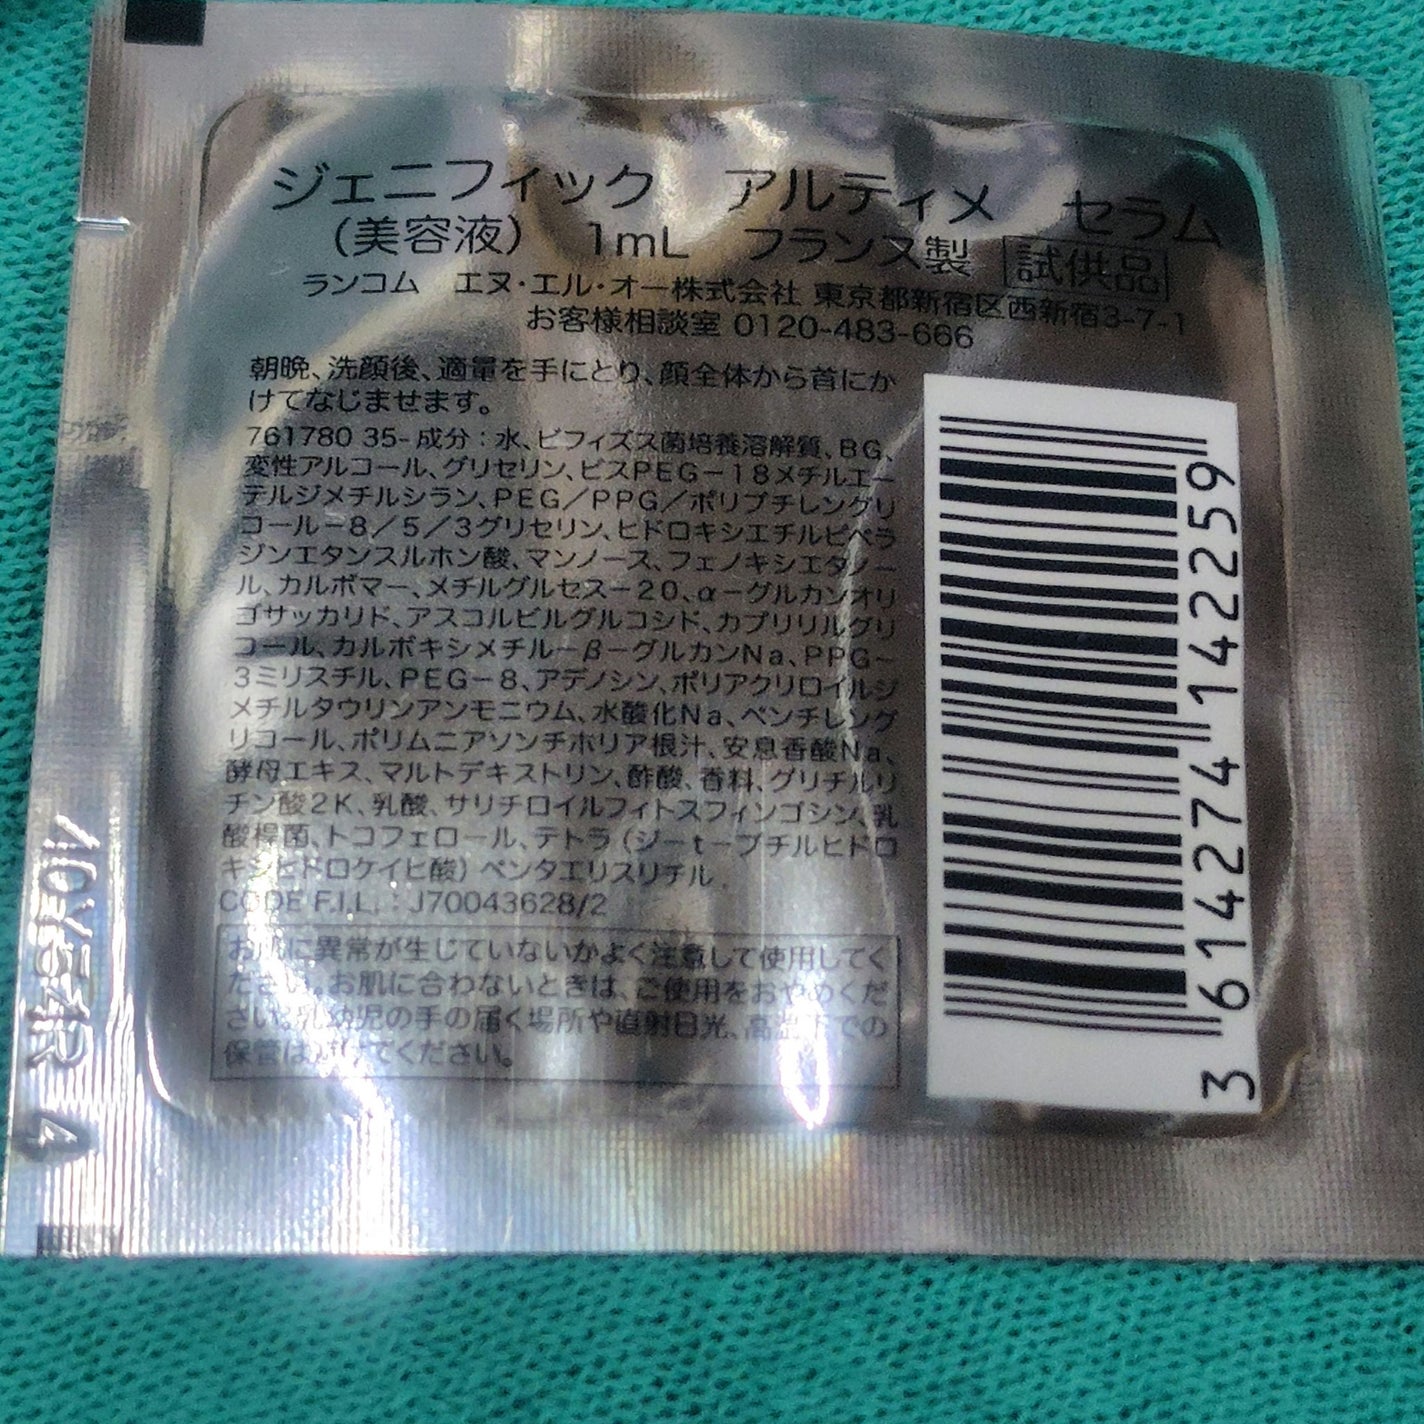 ジェニフィック アルティメ セラム
(美容液) 1mL フランス製 試供品
ランコム エヌ・エル・オー株式会社 東京都新宿区西新宿3-7-1
お客様相談室 0120-483-666
朝晩、洗顔後、適量を手にとり、顔全体から首にか
けてなじませます。
761780 35- 成分：水、ビフィズス菌培養溶解質、BG、
変性アルコール、グリセリン、ビスPEG－18メチルエー
テルジメチルシラン、PEG／PPG／ポリブチレングリ
コール－8／5／3グリセリン、ヒドロキシエチルピペラ
ジンエタンスルホン酸、マンノース、フェノキシエタノー
ル、カルボマー、メチルグルセス－20、α－グルカンオリ
ゴサッカリド、アスコルビルグルコシド、カプリリルグリ
コール、カルボキシメチル－β－グルカンNa、PPG－
3ミリスチル、PEG－8、アデノシン、ポリアクリロイルジ
メチルタウリンアンモニウム、水酸化Na、ペンチレング
リコール、ポリムニアソンチホリア根汁、安息香酸Na、
酵母エキス、マルトデキストリン、酢酸、香料、グリチルリ
チン酸2K、乳酸、サリチロイルフィトスフィンゴシン、乳
酸桿菌、トコフェロール、テトラ（ジ－t－ブチルヒドロ
キシヒドロケイヒ酸）ペンタエリスリチル
CODE F.I.L. : J70043628/2
お肌に異常が生じていないかよく注意して使用してく
ださい。お肌に合わないときは、ご使用をおやめくだ
さい。乳幼児の手の届く場所や直射日光、高温下での
保管はさけてください。
3 614274 142259